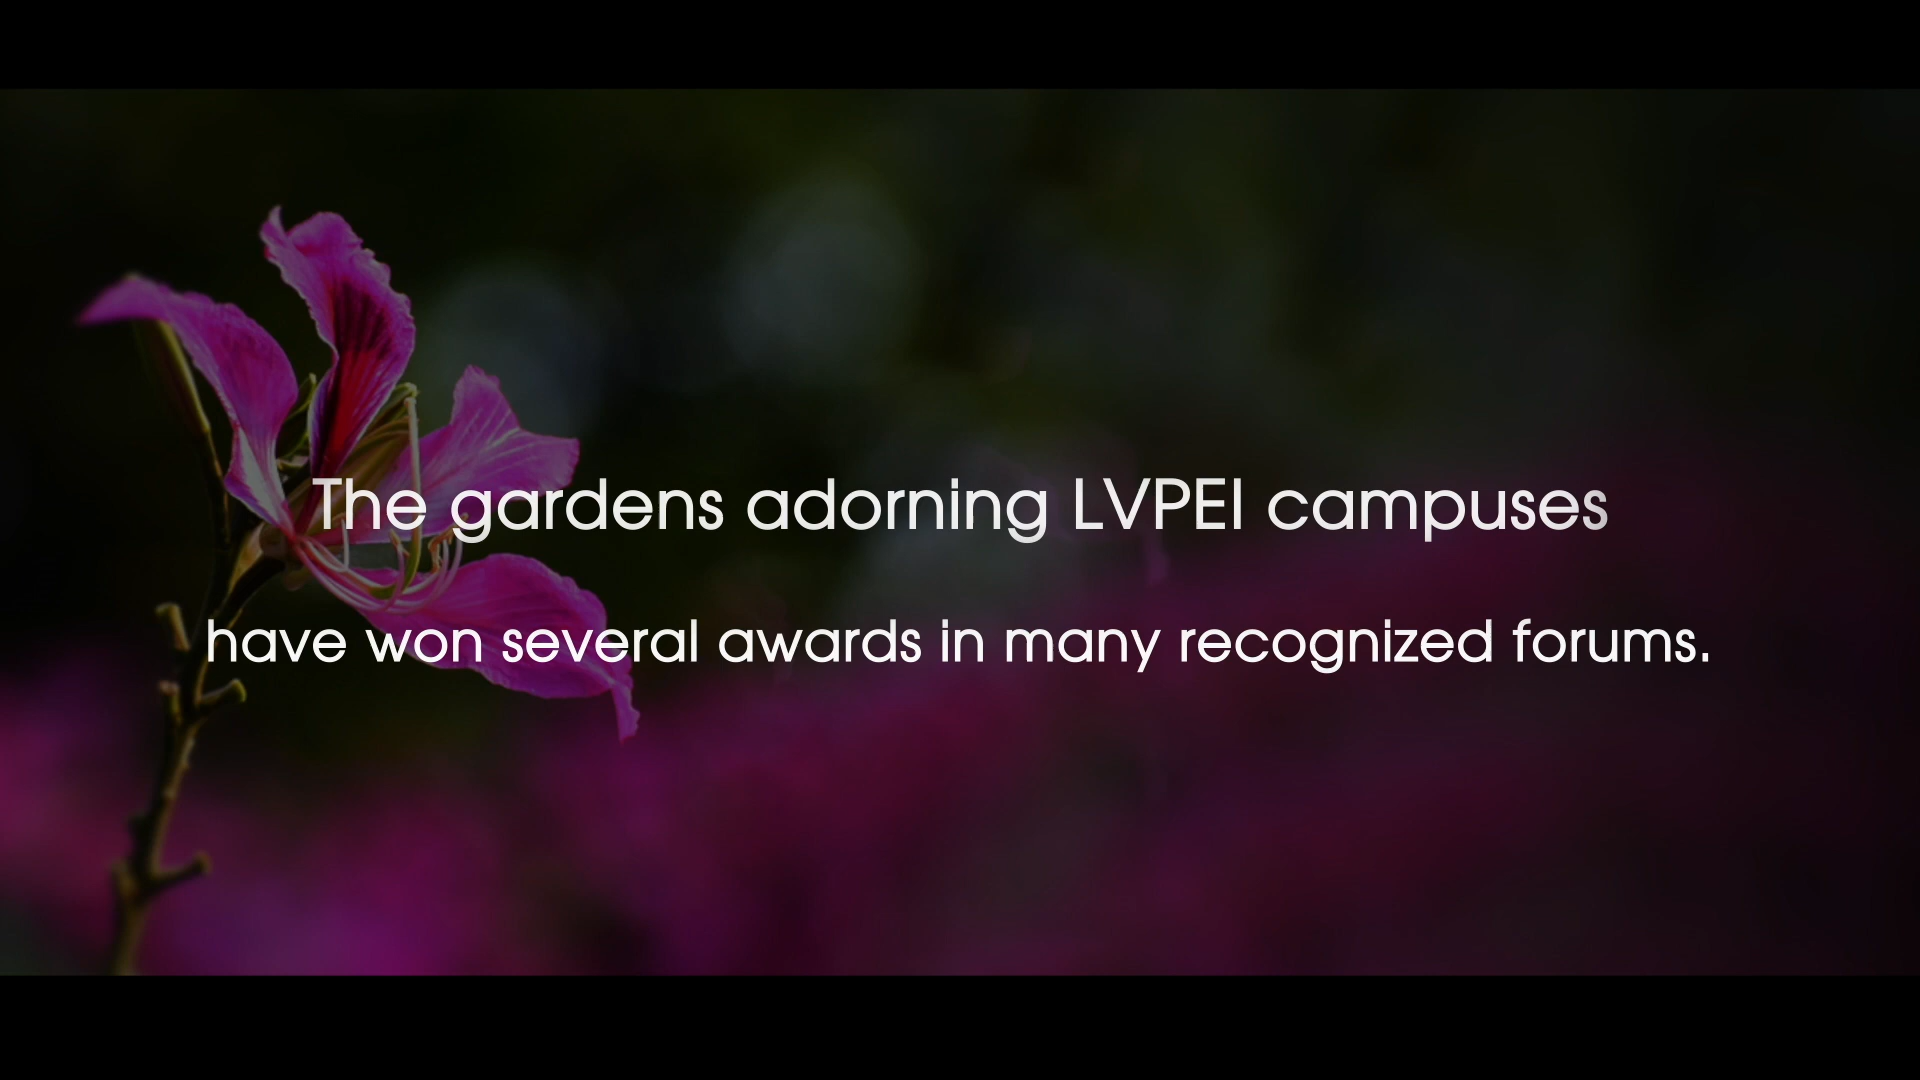 The gardens adorning LVPEI campuses
have won several awards in many recognized forums.